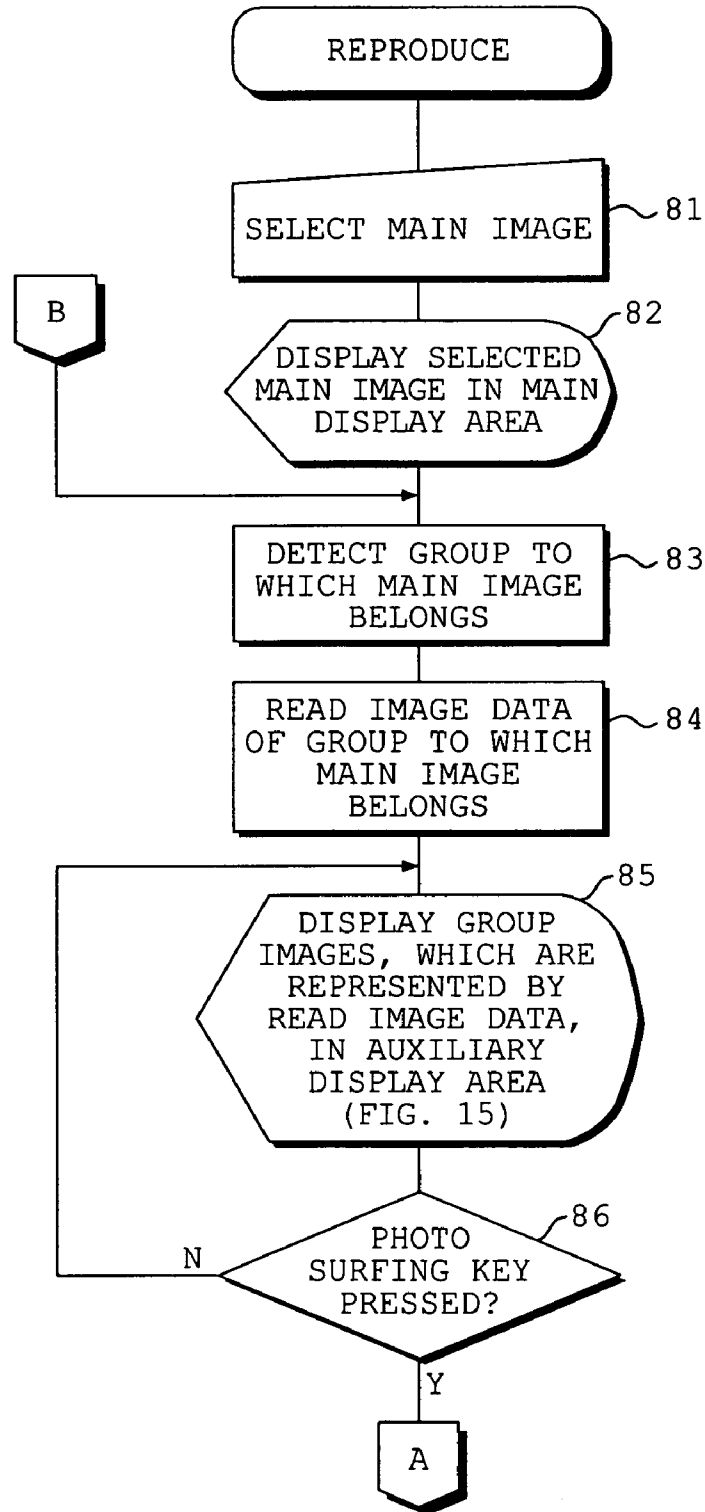 REPRODUCE
SELECT MAIN IMAGE
81
B
82
DISPLAY SELECTED
MAIN IMAGE IN MAIN
DISPLAY AREA
DETECT GROUP TO
WHICH MAIN IMAGE
BELONGS
83
READ IMAGE DATA
OF GROUP TO WHICH
MAIN IMAGE
BELONGS
84
85
DISPLAY GROUP
IMAGES, WHICH ARE
REPRESENTED BY
READ IMAGE DATA,
IN AUXILIARY
DISPLAY AREA
(FIG. 15)
86
PHOTO
SURFING KEY
PRESSED?
N
Y
A